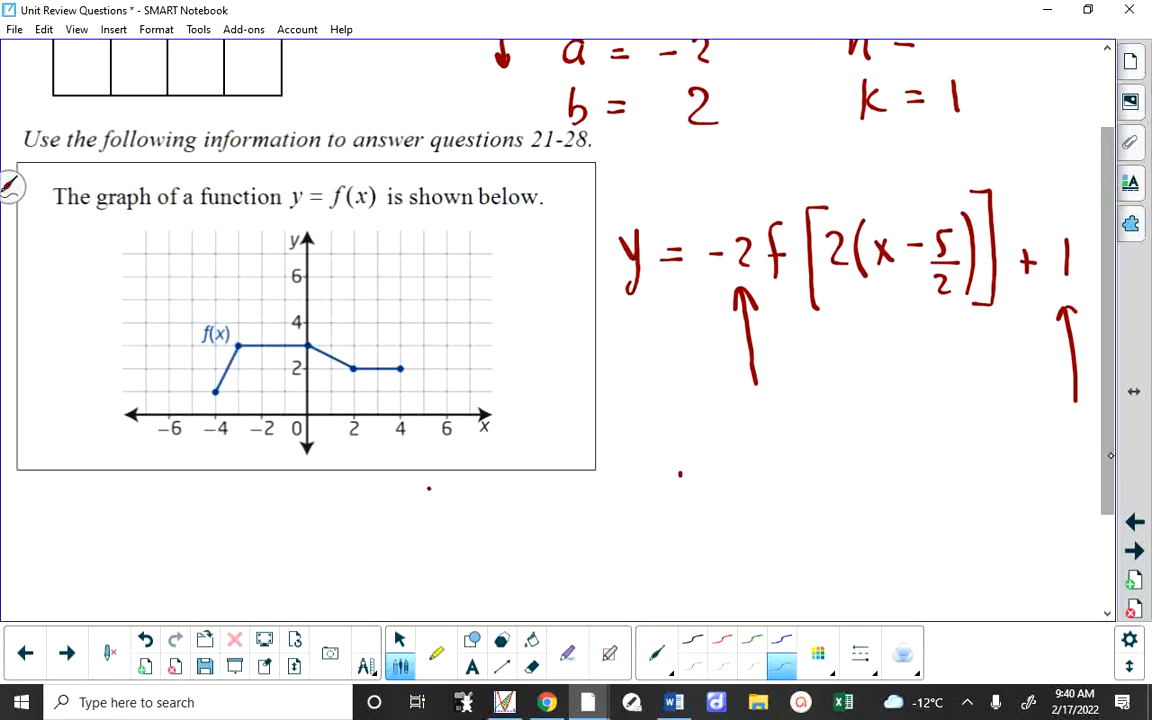 Unit Review Questions * - SMART Notebook
File Edit View Insert Format Tools Add-ons Account Help
a = - 2
b = 2
k = 1
Use the following information to answer questions 21-28.
The graph of a function y = f(x) is shown below.
y
6
4
f(x)
2
-6 -4 -2 0 2 4 6 x
y = -2f[2(x - 5/2)] + 1
Type here to search
-12°C
9:40 AM
2/17/2022